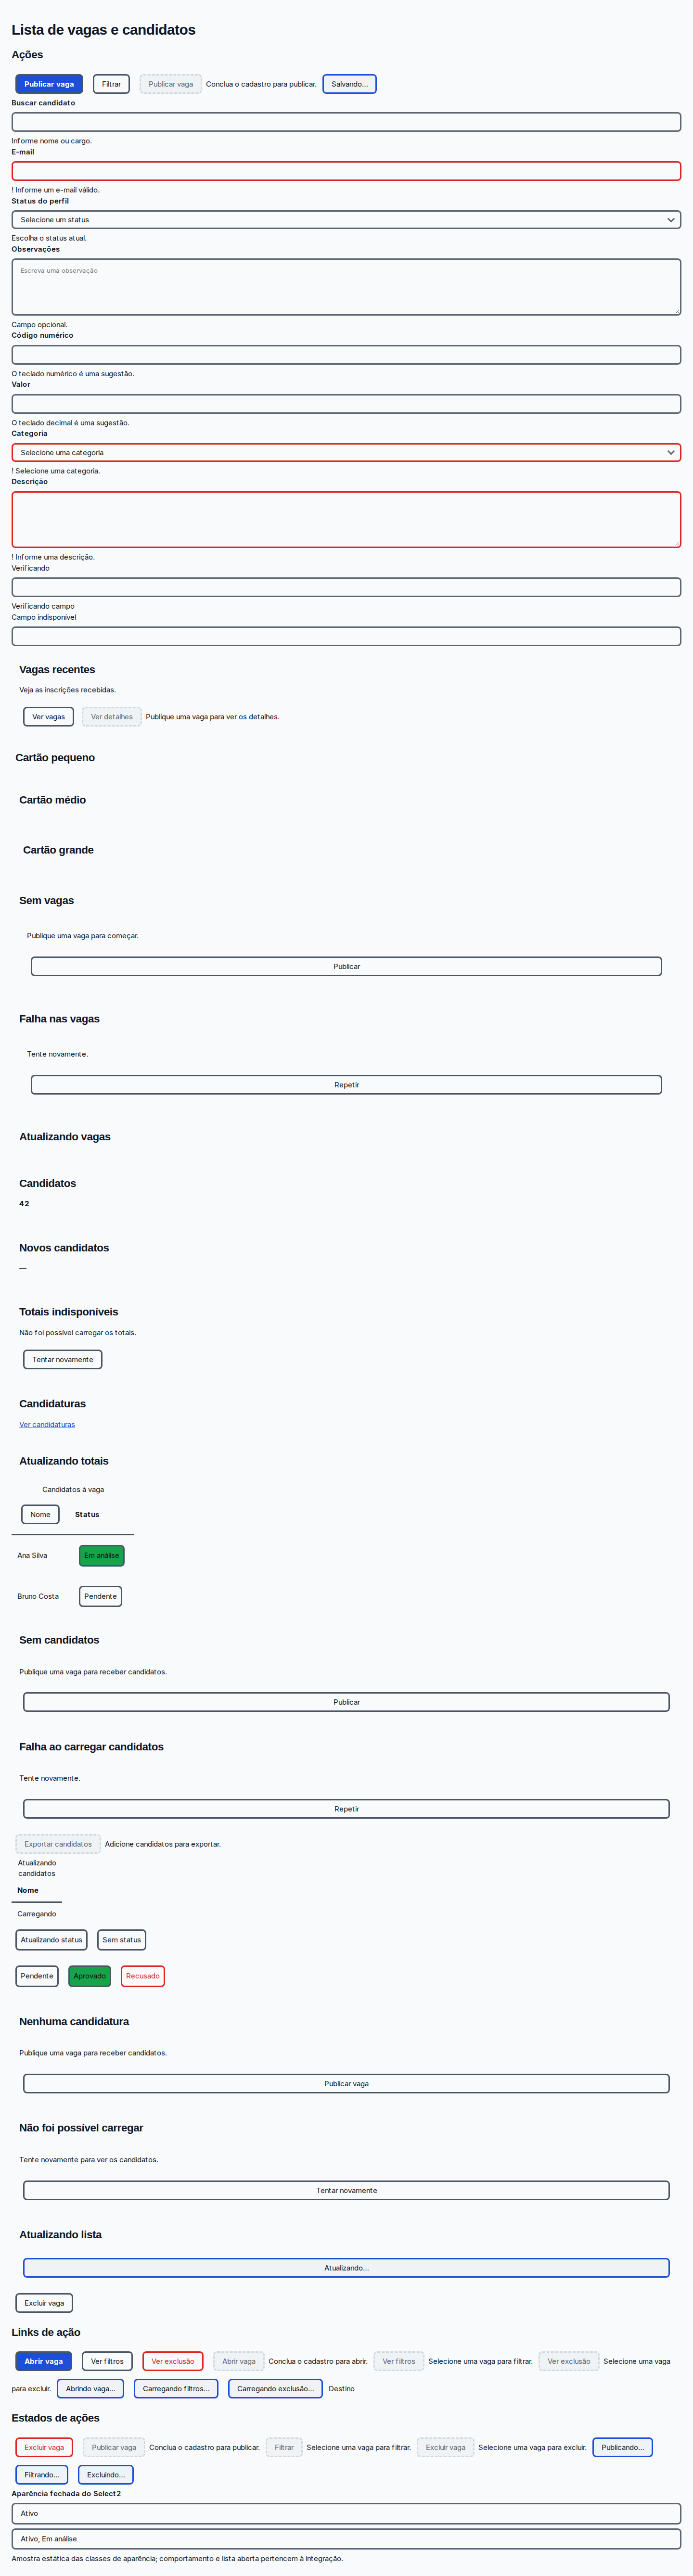 Lista de vagas e candidatos
Ações
Publicar vaga Filtrar Publicar vaga Conclua o cadastro para publicar. Salvando…
Buscar candidato
Informe nome ou cargo.
E-mail
! Informe um e-mail válido.
Status do perfil
Selecione um status
Escolha o status atual.
Observações
Escreva uma observação
Campo opcional.
Código numérico
O teclado numérico é uma sugestão.
Valor
O teclado decimal é uma sugestão.
Categoria
Selecione uma categoria
! Selecione uma categoria.
Descrição
! Informe uma descrição.
Verificando
Verificando campo
Campo indisponível
Vagas recentes
Veja as inscrições recebidas.
Ver vagas Ver detalhes Publique uma vaga para ver os detalhes.
Cartão pequeno
Cartão médio
Cartão grande
Sem vagas
Publique uma vaga para começar.
Publicar
Falha nas vagas
Tente novamente.
Repetir
Atualizando vagas
Candidatos
42
Novos candidatos
—
Totais indisponíveis
Não foi possível carregar os totais.
Tentar novamente
Candidaturas
Ver candidaturas
Atualizando totais
Candidatos à vaga
Nome Status
Ana Silva Em análise
Bruno Costa Pendente
Sem candidatos
Publique uma vaga para receber candidatos.
Publicar
Falha ao carregar candidatos
Tente novamente.
Repetir
Exportar candidatos Adicione candidatos para exportar.
Atualizando
candidatos
Nome
Carregando
Atualizando status Sem status
Pendente Aprovado Recusado
Nenhuma candidatura
Publique uma vaga para receber candidatos.
Publicar vaga
Não foi possível carregar
Tente novamente para ver os candidatos.
Tentar novamente
Atualizando lista
Atualizando…
Excluir vaga
Links de ação
Abrir vaga Ver filtros Ver exclusão Abrir vaga Conclua o cadastro para abrir. Ver filtros Selecione uma vaga para filtrar. Ver exclusão Selecione uma vaga
para excluir. Abrindo vaga… Carregando filtros… Carregando exclusão… Destino
Estados de ações
Excluir vaga Publicar vaga Conclua o cadastro para publicar. Filtrar Selecione uma vaga para filtrar. Excluir vaga Selecione uma vaga para excluir. Publicando…
Filtrando… Excluindo…
Aparência fechada do Select2
Ativo
Ativo, Em análise
Amostra estática das classes de aparência; comportamento e lista aberta pertencem à integração.